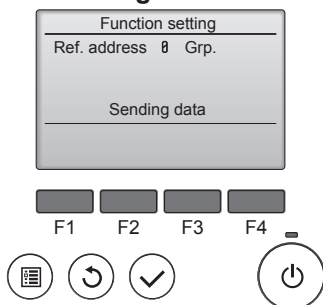 Function setting
Ref. address 0 Grp.
Sending data
F1 F2 F3 F4